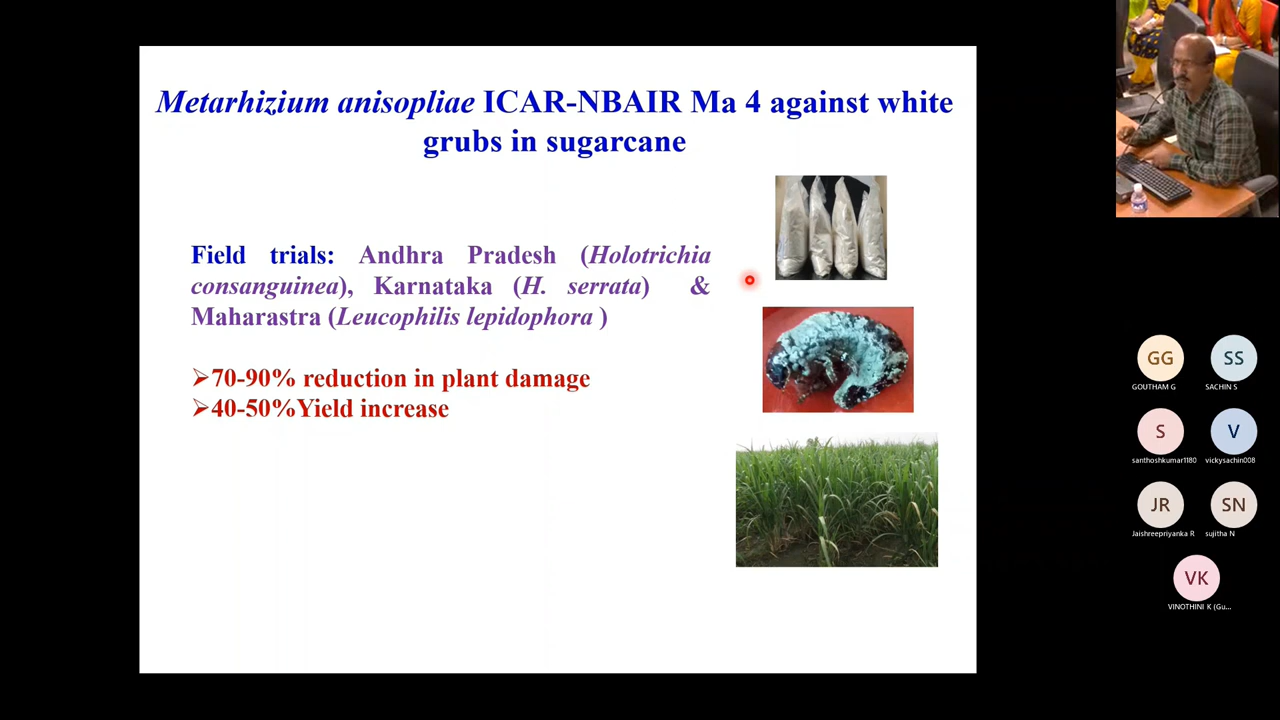 Metarhizium anisopliae ICAR-NBAIR Ma 4 against white
grubs in sugarcane
Field trials: Andhra Pradesh (Holotrichia
consanguinea), Karnataka (H. serrata) &
Maharastra (Leucophilis lepidophora )
➢70-90% reduction in plant damage
➢40-50%Yield increase
GG
SS
GOUTHAM G
SACHIN S
S
V
santhoshkumar1180
vickysachin008
JR
SN
Jaishreepriyanka R
sujitha N
VK
VINOTHINI K (Gu...